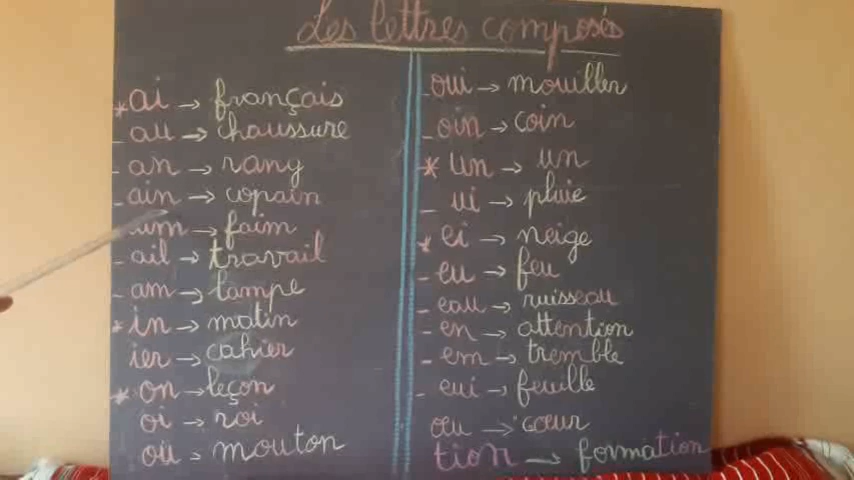 Les lettres composés
*ai → français
- au → chaussure
- an → rang
- ain → copain
aim → faim
- ail → travail
- am → lampe
*in → matin
ier → cahier
*on → leçon
oi → roi
ou → mouton
- oui → mouiller
- oin → coin
* un → un
- ui → pluie
* ei → neige
- eu → feu
- eau → ruisseau
- en → attention
- em → tremble
- eui → feuille
œu → cœur
tion → formation